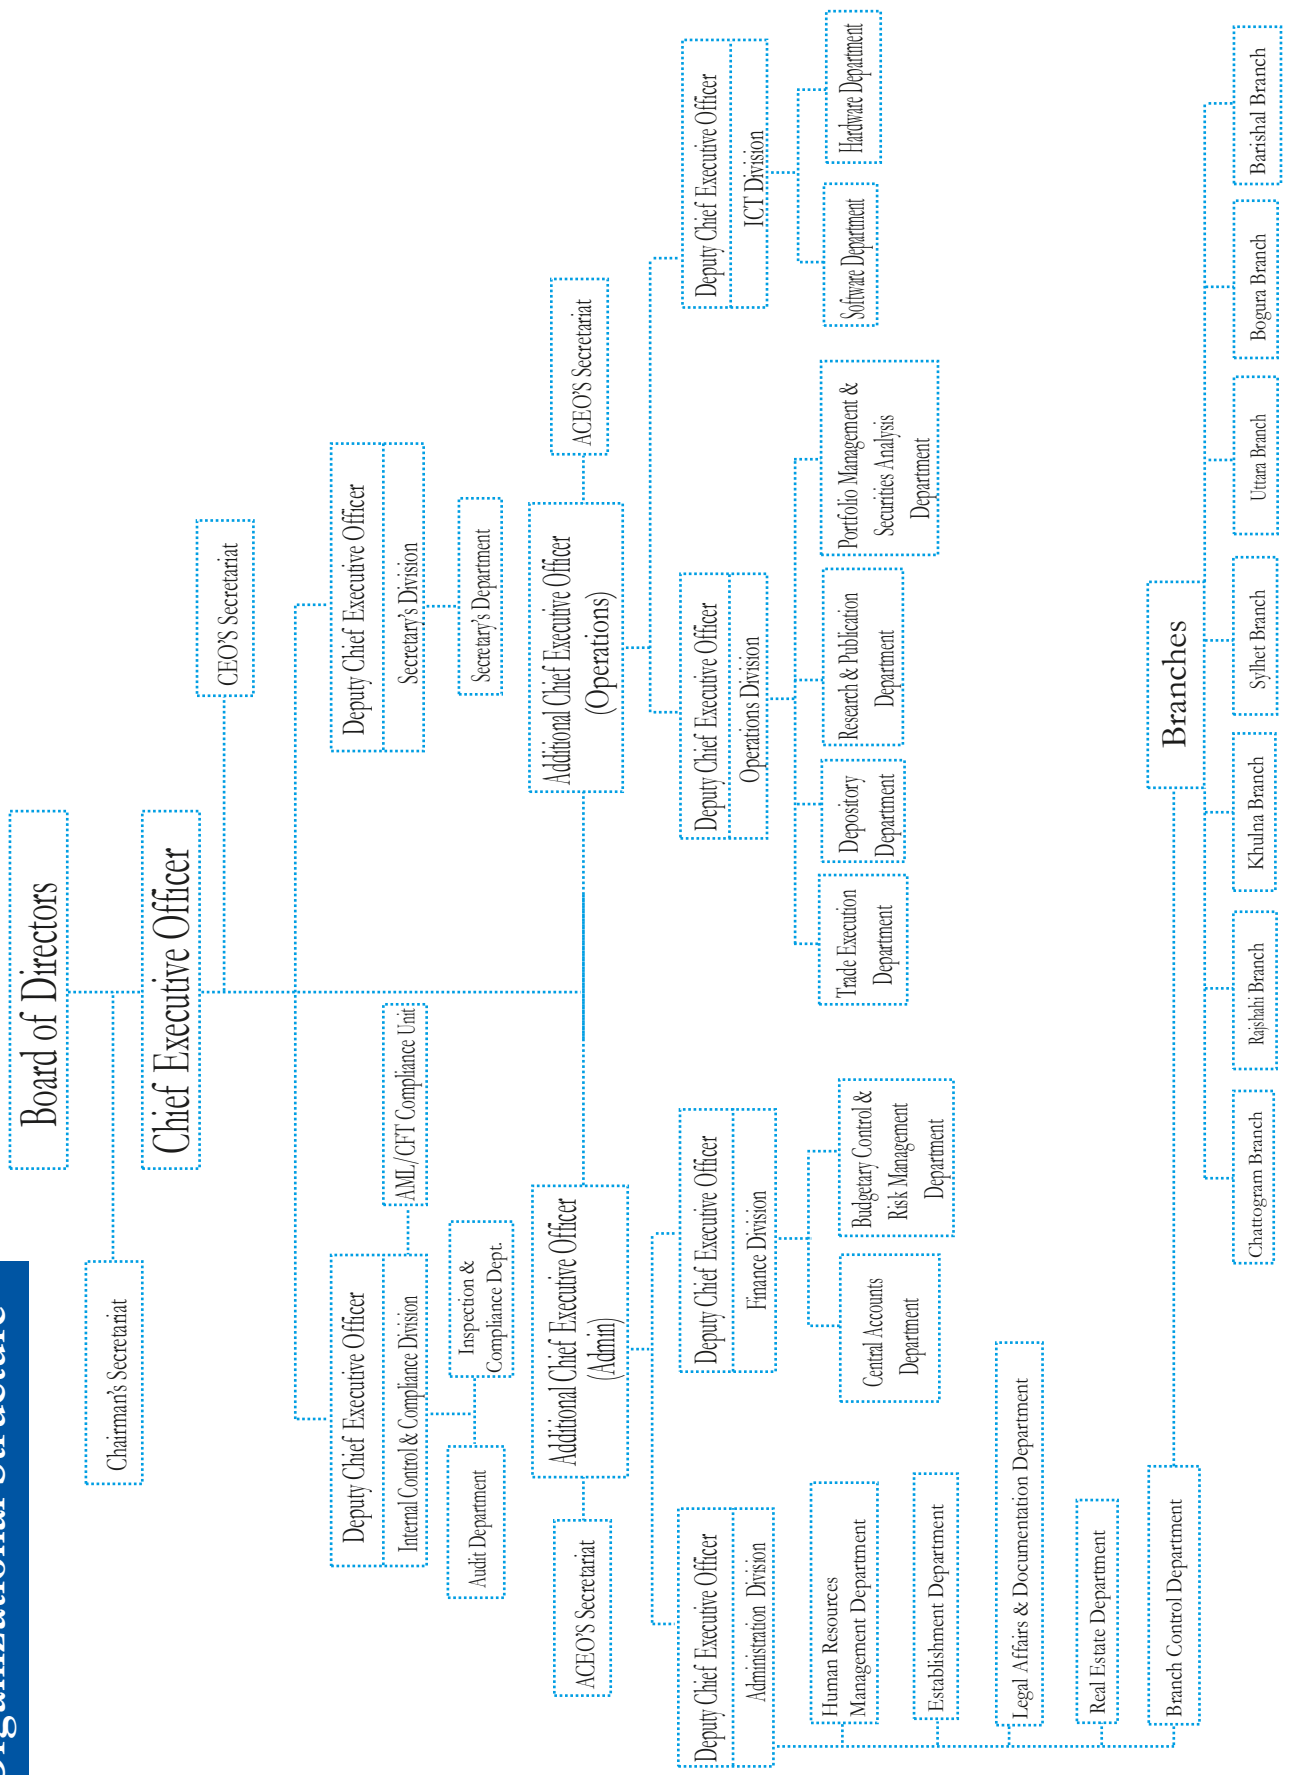 Organizational Structure
Board of Directors
Chairman's Secretariat
Chief Executive Officer
CEO'S Secretariat
Deputy Chief Executive Officer
Internal Control & Compliance Division
AML/CFT Compliance Unit
Audit Department
Inspection &
Compliance Dept.
Deputy Chief Executive Officer
Secretary's Division
Secretary's Department
ACEO'S Secretariat
Additional Chief Executive Officer
(Admin)
Additional Chief Executive Officer
(Operations)
ACEO'S Secretariat
Deputy Chief Executive Officer
Administration Division
Deputy Chief Executive Officer
Finance Division
Deputy Chief Executive Officer
Operations Division
Deputy Chief Executive Officer
ICT Division
Human Resources
Management Department
Establishment Department
Legal Affairs & Documentation Department
Real Estate Department
Branch Control Department
Central Accounts
Department
Budgetary Control &
Risk Management
Department
Trade Execution
Department
Depository
Department
Research & Publication
Department
Portfolio Management &
Securities Analysis
Department
Software Department
Hardware Department
Branches
Chattogram Branch
Rajshahi Branch
Khulna Branch
Sylhet Branch
Uttara Branch
Bogura Branch
Barishal Branch